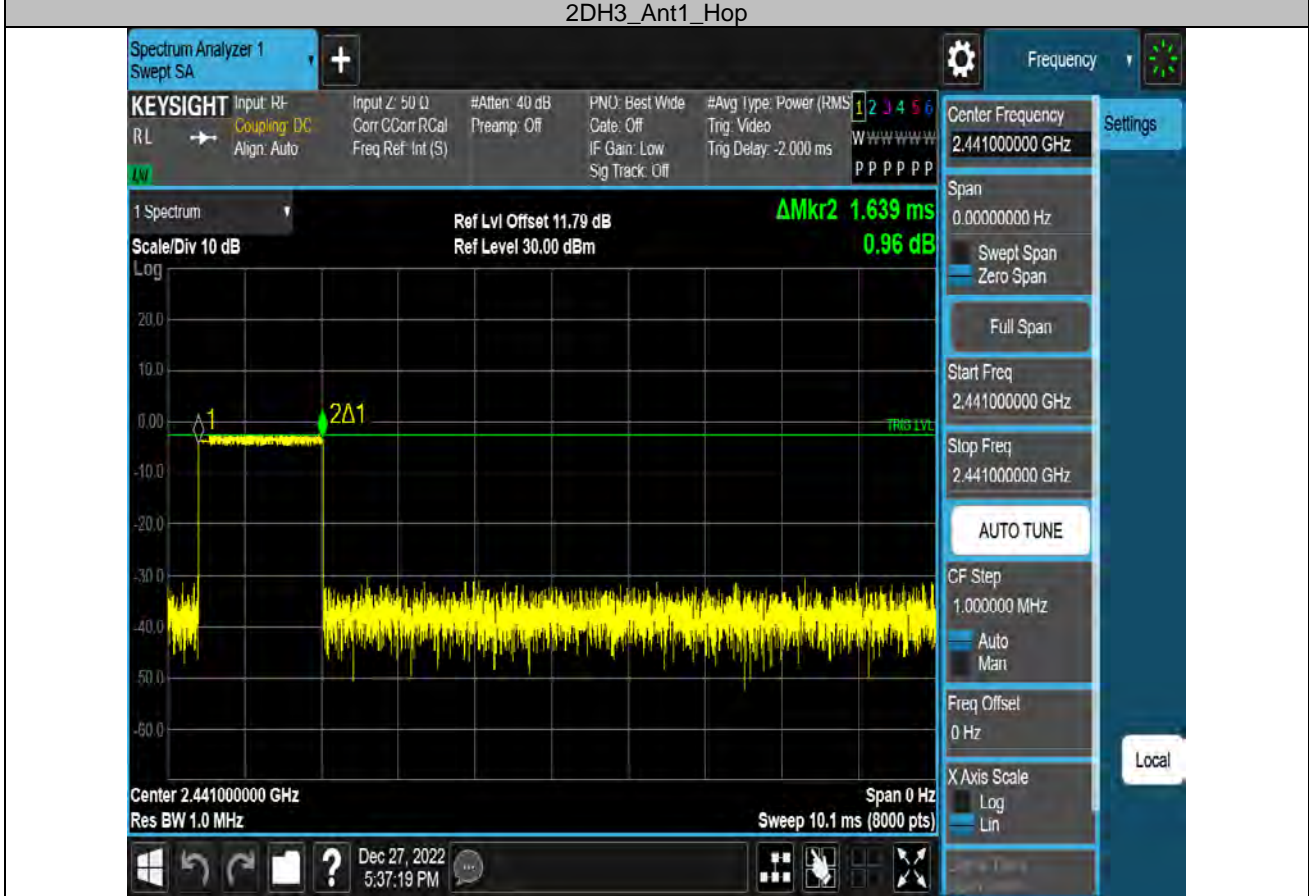 2DH3_Ant1_Hop
Spectrum Analyzer 1
Swept SA
+
Frequency
KEYSIGHT
RL
Input: RF
Coupling: DC
Align: Auto
Input Z: 50 Ω
Corr CCorr RCal
Freq Ref: Int (S)
#Atten: 40 dB
Preamp: Off
PNO: Best Wide
Gate: Off
IF Gain: Low
Sig Track: Off
#Avg Type: Power (RMS
Trig: Video
Trig Delay: -2.000 ms
1 2 3 4 5 6
W W W W W W
P P P P P P
1 Spectrum
Scale/Div 10 dB
Ref Lvl Offset 11.79 dB
Ref Level 30.00 dBm
ΔMkr2 1.639 ms
0.96 dB
Log
20.0
10.0
0.00
-10.0
-20.0
-30.0
-40.0
-50.0
-60.0
1
2Δ1
TRIG LVL
Center 2.441000000 GHz
Res BW 1.0 MHz
Span 0 Hz
Sweep 10.1 ms (8000 pts)
?
Dec 27, 2022
5:37:19 PM
Center Frequency
2.441000000 GHz
Span
0.00000000 Hz
Swept Span
Zero Span
Full Span
Start Freq
2.441000000 GHz
Stop Freq
2.441000000 GHz
AUTO TUNE
CF Step
1.000000 MHz
Auto
Man
Freq Offset
0 Hz
X Axis Scale
Log
Lin
Settings
Local